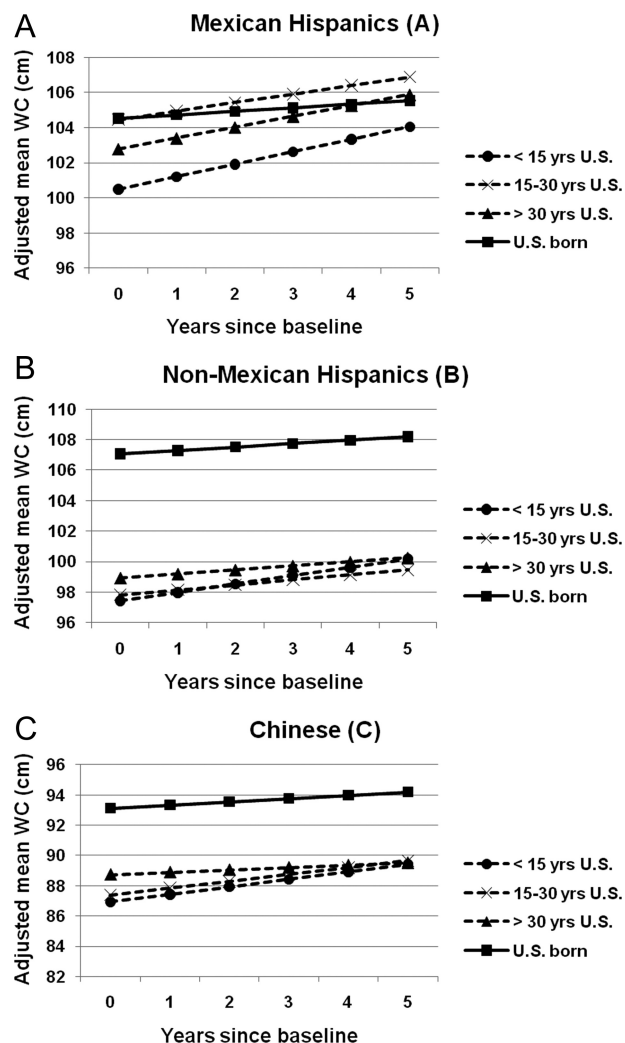 A
Mexican Hispanics (A)
Adjusted mean WC (cm)
108
106
104
102
100
98
96
0 1 2 3 4 5
Years since baseline
< 15 yrs U.S.
15-30 yrs U.S.
> 30 yrs U.S.
U.S. born
B
Non-Mexican Hispanics (B)
Adjusted mean WC (cm)
110
108
106
104
102
100
98
96
0 1 2 3 4 5
Years since baseline
< 15 yrs U.S.
15-30 yrs U.S.
> 30 yrs U.S.
U.S. born
C
Chinese (C)
Adjusted mean WC (cm)
96
94
92
90
88
86
84
82
0 1 2 3 4 5
Years since baseline
< 15 yrs U.S.
15-30 yrs U.S.
> 30 yrs U.S.
U.S. born